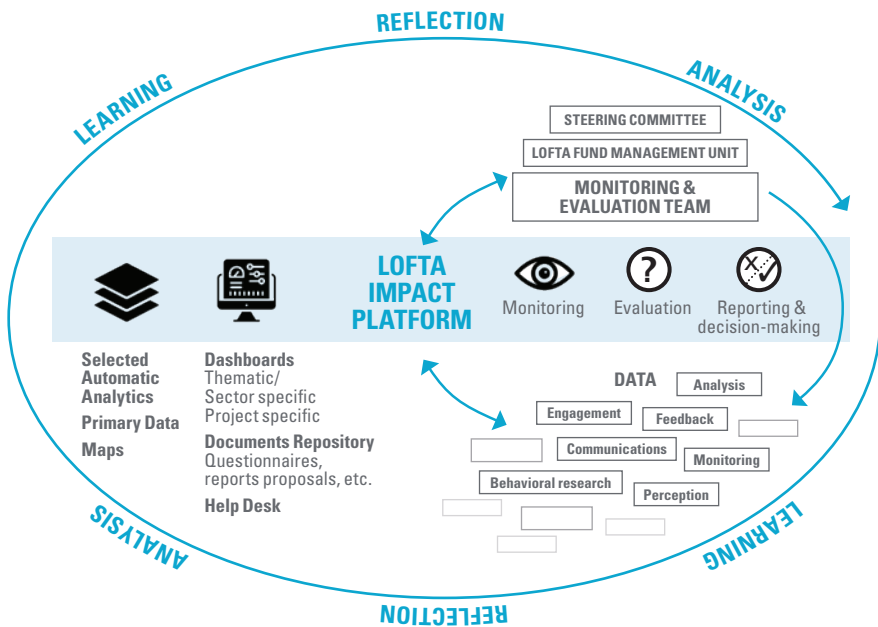 REFLECTION
LEARNING
ANALYSIS
STEERING COMMITTEE
LOFTA FUND MANAGEMENT UNIT
MONITORING &
EVALUATION TEAM
LOFTA
IMPACT
PLATFORM
Monitoring
Evaluation
Reporting &
decision-making
Selected
Automatic
Analytics
Primary Data
Maps
Dashboards
Thematic/
Sector specific
Project specific
Documents Repository
Questionnaires,
reports proposals, etc.
Help Desk
DATA
Analysis
Engagement
Feedback
Communications
Monitoring
Behavioral research
Perception
ANALYSIS
LEARNING
REFLECTION